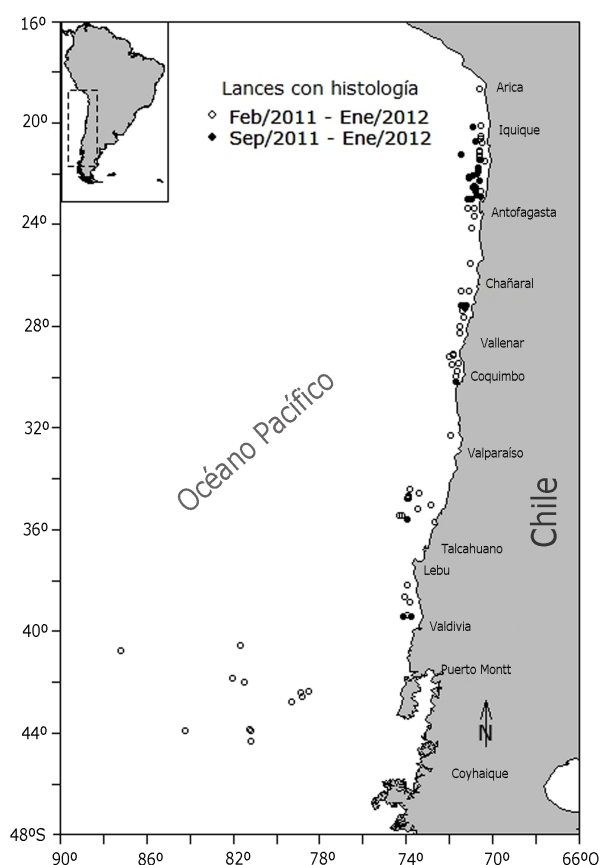 16º
20º
24º
28º
32º
36º
40º
44º
48ºS
Lances con histología
Feb/2011 - Ene/2012
Sep/2011 - Ene/2012
Arica
Iquique
Antofagasta
Chañaral
Vallenar
Coquimbo
Valparaíso
Talcahuano
Lebu
Valdivia
Puerto Montt
Coyhaique
Océano Pacífico
Chile
N
90º
86º
82º
78º
74º
70º
66º